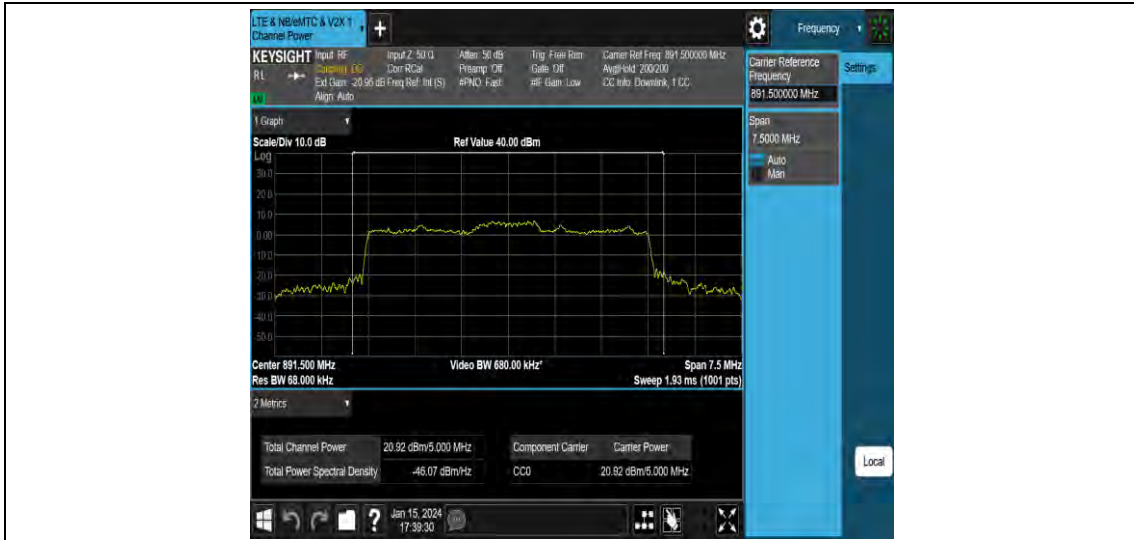 LTE & NB/eMTC & V2X 1
Channel Power
Frequency
KEYSIGHT Input: RF
RL
Coupling: DC
Ext Gain: -20.95 dB
Align: Auto
Input Z: 50 Ω
Corr RCal
Freq Ref: Int (S)
Atten: 50 dB
Preamp: Off
#PNO: Fast
Trig: Free Run
Gate: Off
#IF Gain: Low
Carrier Ref Freq: 891.500000 MHz
Avg|Hold: 200/200
CC Info: Downlink, 1 CC
Carrier Reference
Frequency
891.500000 MHz
Settings
Span
7.5000 MHz
Auto
Man
1 Graph
Scale/Div 10.0 dB
Ref Value 40.00 dBm
Log
30.0
20.0
10.0
0.00
-10.0
-20.0
-30.0
-40.0
-50.0
Center 891.500 MHz
Video BW 680.00 kHz*
Span 7.5 MHz
Res BW 68.000 kHz
Sweep 1.93 ms (1001 pts)
2 Metrics
Total Channel Power 20.92 dBm/5.000 MHz
Total Power Spectral Density -46.07 dBm/Hz
Component Carrier Carrier Power
CC0 20.92 dBm/5.000 MHz
Local
?
Jan 15, 2024
17:39:30